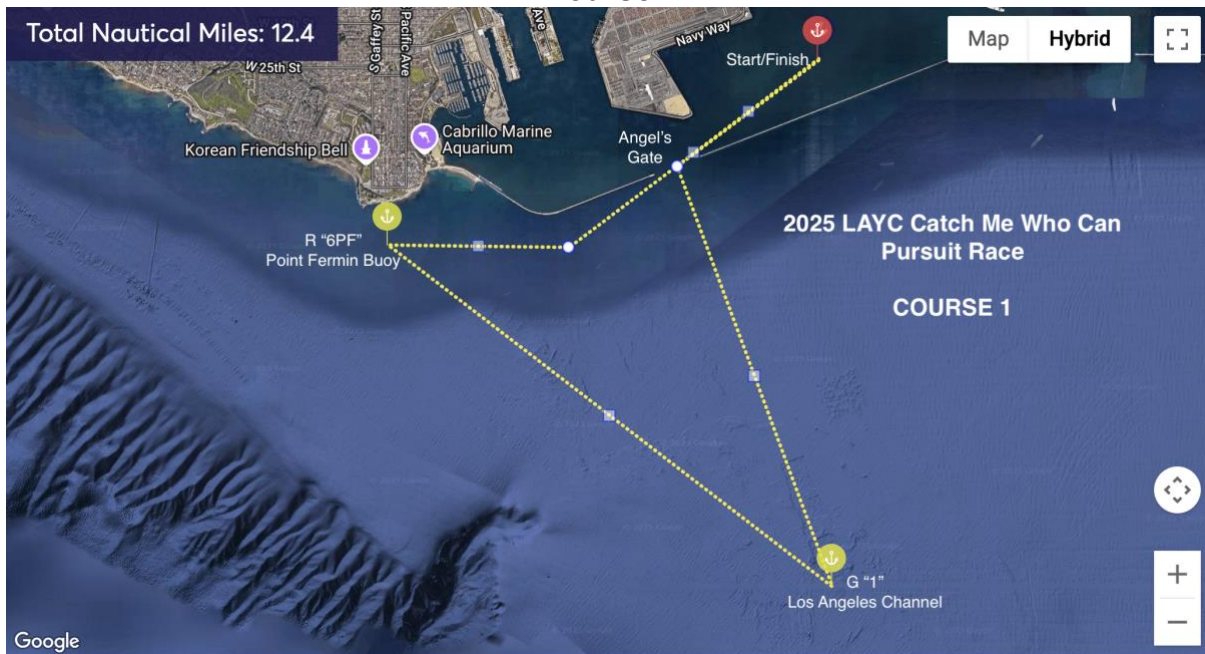 Total Nautical Miles: 12.4
Map
Hybrid
W 25th St
S Gaffey St
Pacific Ave
Ave
Navy Way
Start/Finish
Korean Friendship Bell
Cabrillo Marine
Aquarium
Angel's
Gate
R “6PF”
Point Fermin Buoy
2025 LAYC Catch Me Who Can
Pursuit Race
COURSE 1
G “1”
Los Angeles Channel
Google